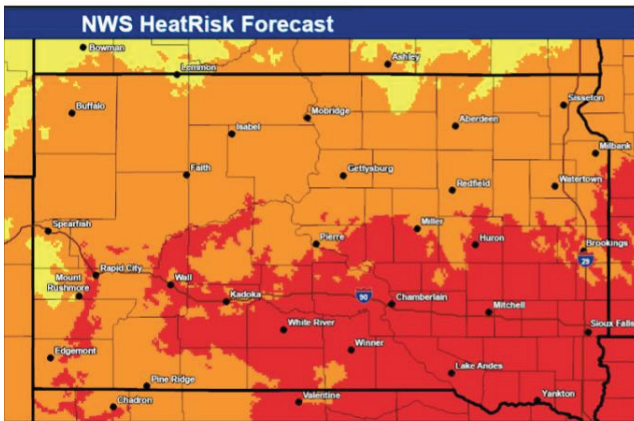 NWS HeatRisk Forecast
Bowman
Lemmon
Ashley
Buffalo
Isabel
Mobridge
Aberdeen
Sisseton
Milbank
Faith
Gettysburg
Redfield
Watertown
Spearfish
Pierre
Miller
Huron
Brookings
29
Rapid City
Mount
Rushmore
Wall
Kadoka
90
Chamberlain
Mitchell
White River
Sioux Falls
Edgemont
Winner
Lake Andes
Pine Ridge
Chadron
Valentine
Yankton